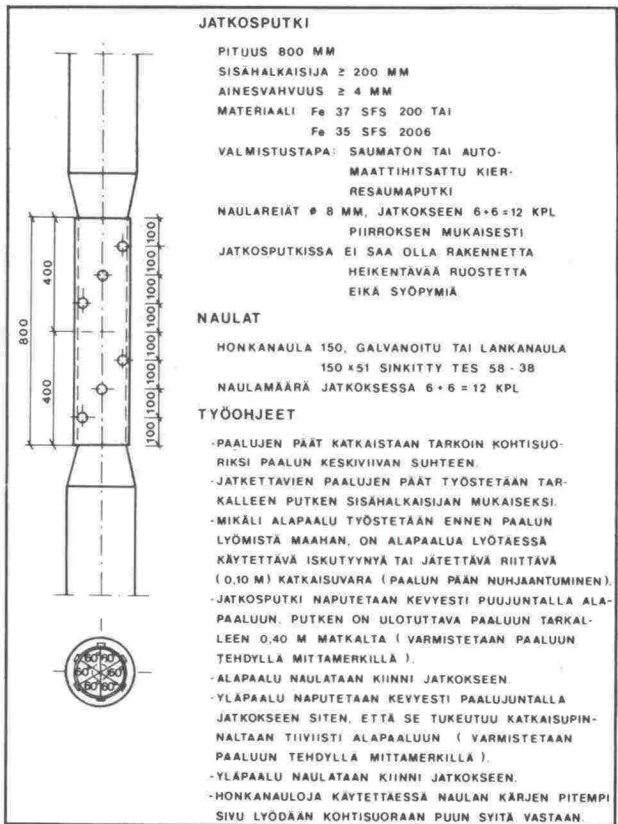 JATKOSPUTKI
PITUUS 800 MM
SISÄHALKAISIJA ≥ 200 MM
AINESVAHVUUS ≥ 4 MM
MATERIAALI Fe 37 SFS 200 TAI
Fe 35 SFS 2006
VALMISTUSTAPA: SAUMATON TAI AUTO-
MAATTIHITSATTU KIER-
RESAUMAPUTKI
NAULAREIÄT ø 8 MM, JATKOKSEEN 6+6=12 KPL
PIIRROKSEN MUKAISESTI
JATKOSPUTKISSA EI SAA OLLA RAKENNETTA
HEIKENTÄVÄÄ RUOSTETTA
EIKÄ SYÖPYMIÄ
NAULAT
HONKANAULA 150, GALVANOITU TAI LANKANAULA
150 x 51 SINKITTY TES 58 - 38
NAULAMÄÄRÄ JATKOKSESSA 6+6=12 KPL
TYÖOHJEET
-PAALUJEN PÄÄT KATKAISTAAN TARKOIN KOHTISUO-
RIKSI PAALUN KESKIVIIVAN SUHTEEN.
-JATKETTAVIEN PAALUJEN PÄÄT TYÖSTETÄÄN TAR-
KALLEEN PUTKEN SISÄHALKAISIJAN MUKAISEKSI.
-MIKÄLI ALAPAALU TYÖSTETÄÄN ENNEN PAALUN
LYÖMISTÄ MAAHAN, ON ALAPAALUA LYÖTÄESSÄ
KÄYTETTÄVÄ ISKUTYYNYÄ TAI JÄTETTÄVÄ RIITTÄVÄ
(0,10 M) KATKAISUVARA (PAALUN PÄÄN NUHJAANTUMINEN).
-JATKOSPUTKI NAPUTETAAN KEVYESTI PUUJUNTALLA ALA-
PAALUUN. PUTKEN ON ULOTUTTAVA PAALUUN TARKAL-
LEEN 0,40 M MATKALTA (VARMISTETAAN PAALUUN
TEHDYLLÄ MITTAMERKILLÄ).
-ALAPAALU NAULATAAN KIINNI JATKOKSEEN.
-YLÄPAALU NAPUTETAAN KEVYESTI PAALUJUNTALLA
JATKOKSEEN SITEN, ETTÄ SE TUKEUTUU KATKAISUPIN-
NALTAAN TIIVIISTI ALAPAALUUN (VARMISTETAAN
PAALUUN TEHDYLLÄ MITTAMERKILLÄ).
-YLÄPAALU NAULATAAN KIINNI JATKOKSEEN.
-HONKANAULOJA KÄYTETTÄESSÄ NAULAN KÄRJEN PITEMPI
SIVU LYÖDÄÄN KOHTISUORAAN PUUN SYITÄ VASTAAN.
800
400
400
100
100
100
100
100
100
100
100
60° 60°
60° 60°
60° 60°